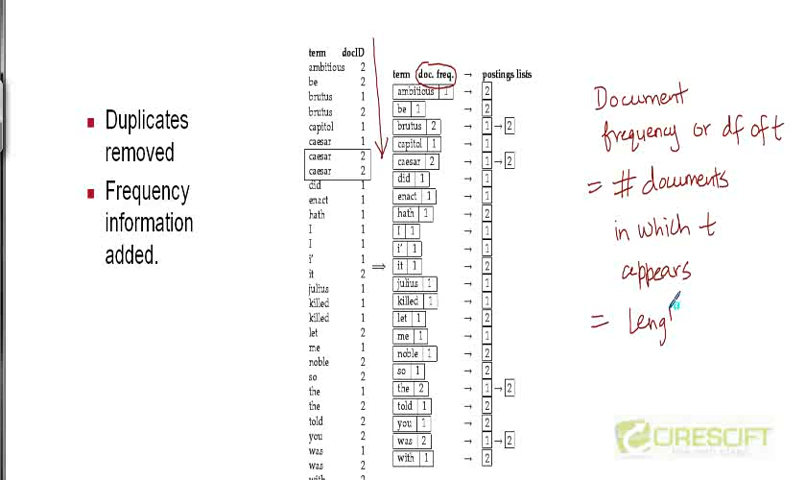 Duplicates
removed
Frequency
information
added.
term docID
ambitious 2
be 2
brutus 1
brutus 2
capitol 1
caesar 1
caesar 2
caesar 2
did 1
enact 1
hath 1
I 1
I 1
i' 1
it 2
julius 1
killed 1
killed 1
let 2
me 1
noble 2
so 2
the 1
the 2
told 2
you 2
was 1
was 2
with 2
⇒
term doc. freq. → postings lists
ambitious 1 → 2
be 1 → 2
brutus 2 → 1 → 2
capitol 1 → 1
caesar 2 → 1 → 2
did 1 → 1
enact 1 → 1
hath 1 → 2
I 1 → 1
i' 1 → 1
it 1 → 2
julius 1 → 1
killed 1 → 1
let 1 → 2
me 1 → 1
noble 1 → 2
so 1 → 2
the 2 → 1 → 2
told 1 → 2
you 1 → 2
was 2 → 1 → 2
with 1 → 2
Document
frequency or df of t
= # documents
in which t
appears
= leng